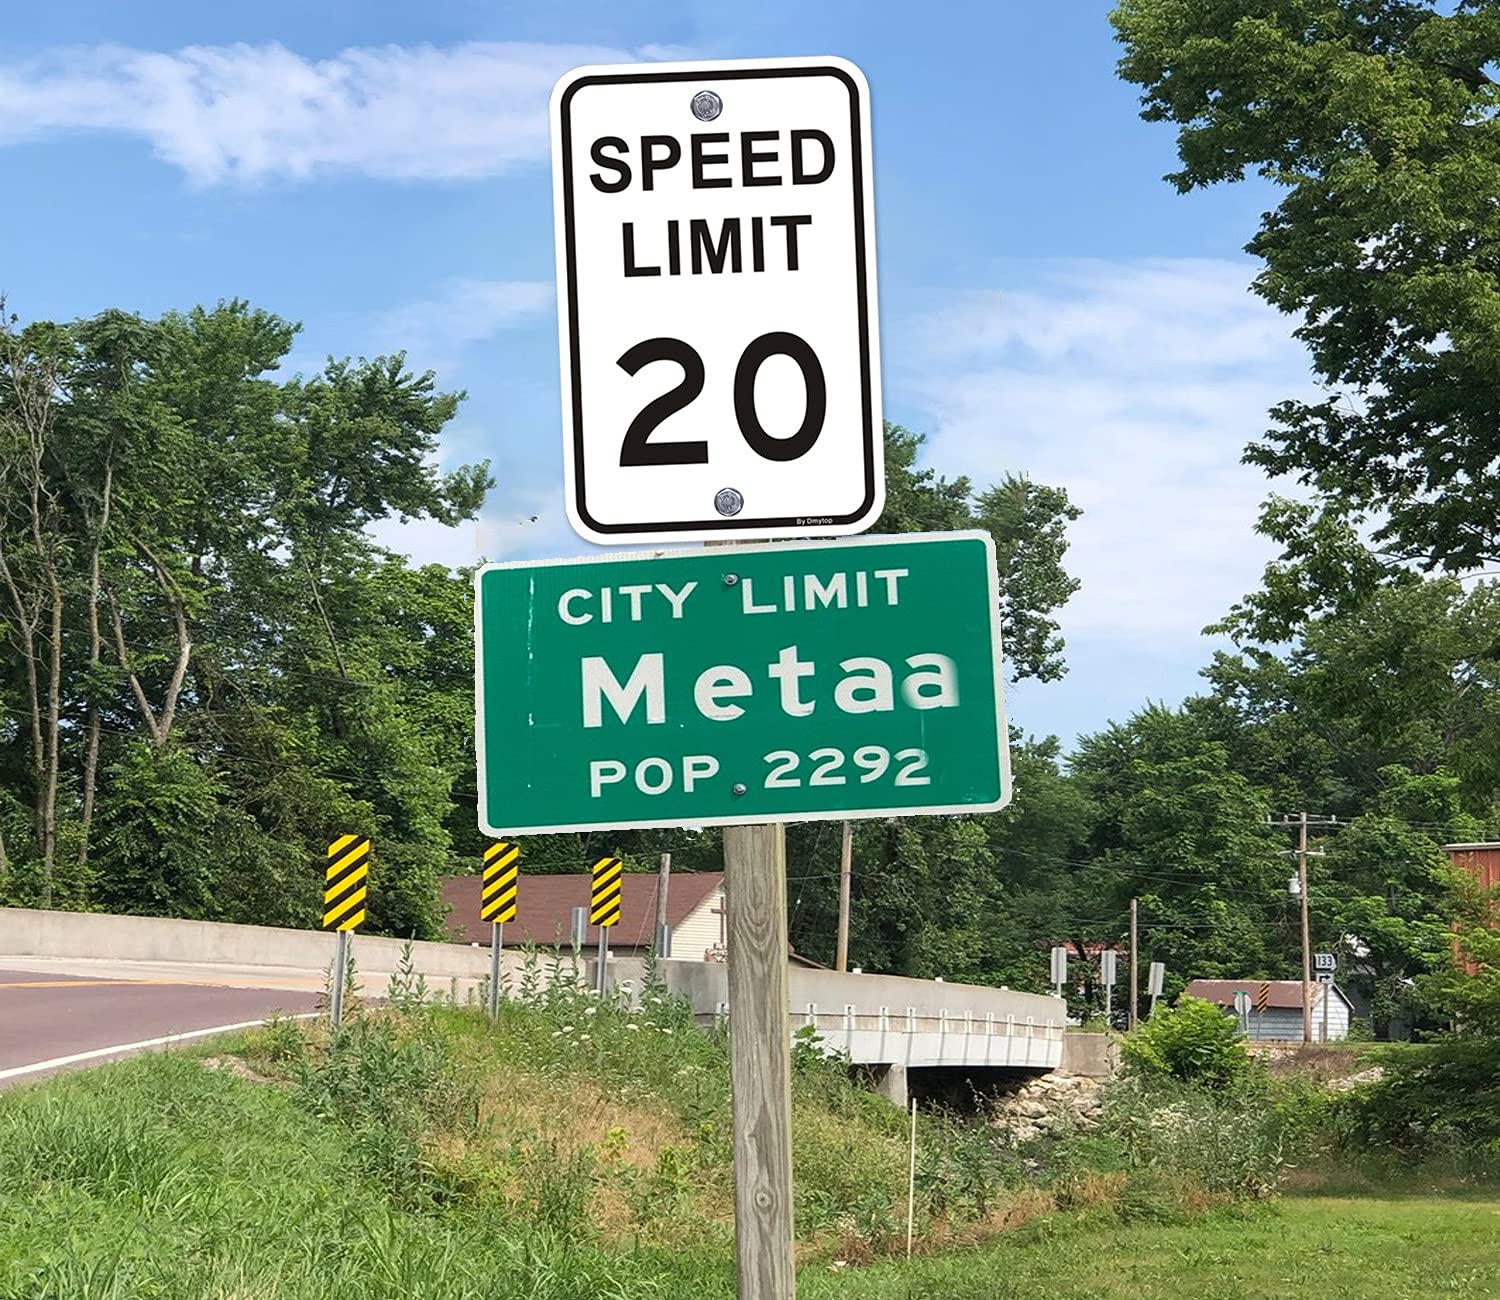 SPEED
LIMIT
20
By Dmytop
CITY LIMIT
Metaa
POP 2292
133